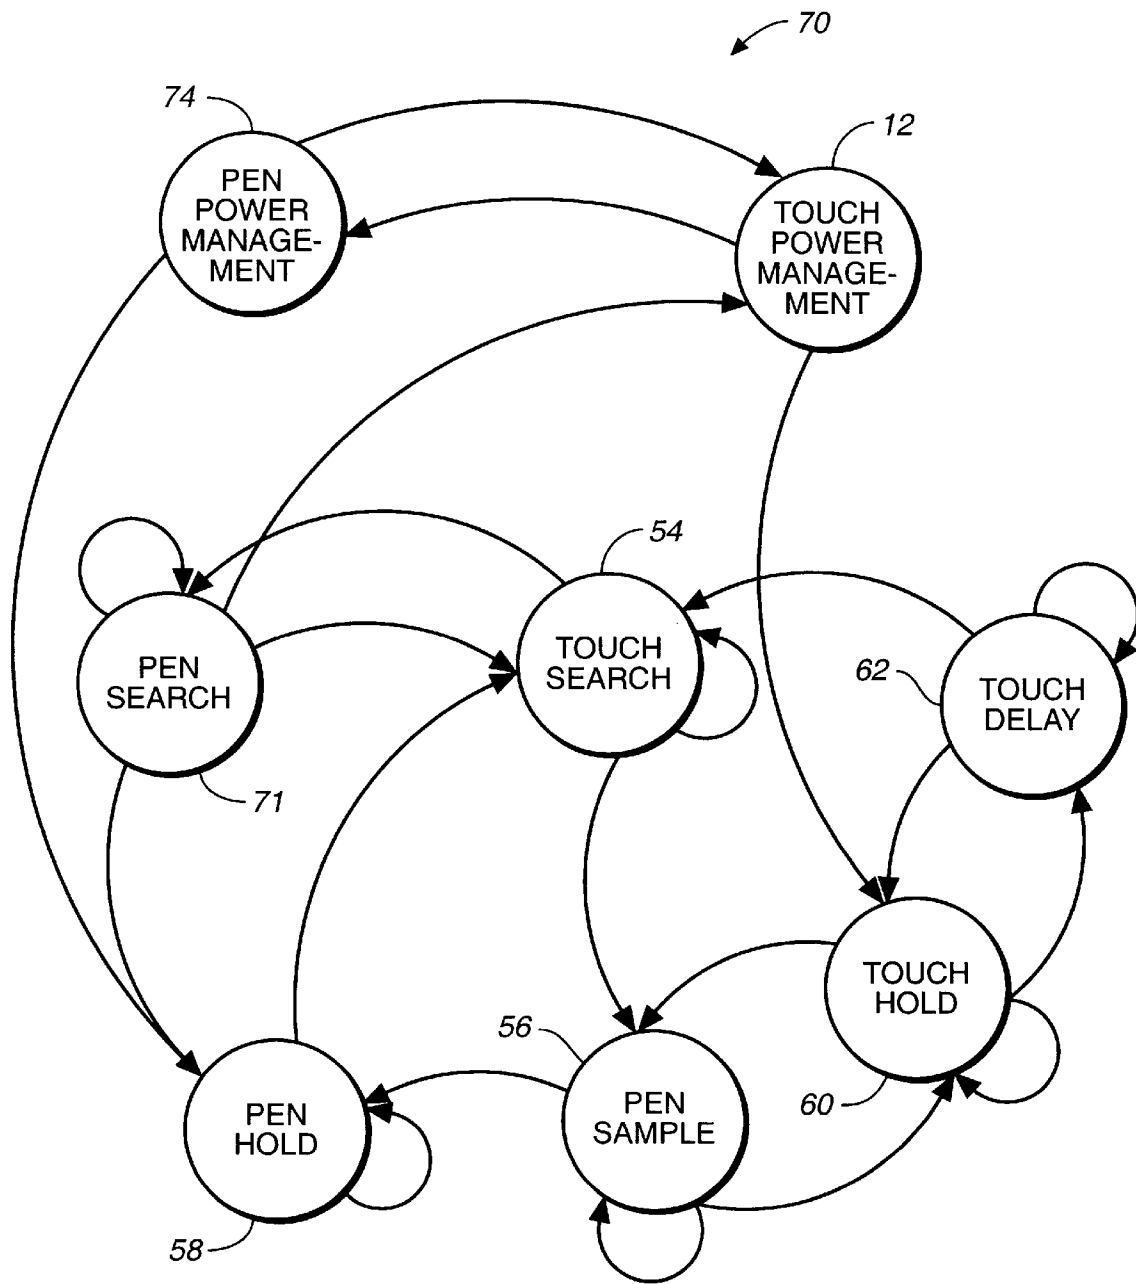 70
74
12
PEN
POWER
MANAGE-
MENT
TOUCH
POWER
MANAGE-
MENT
54
PEN
SEARCH
TOUCH
SEARCH
62
TOUCH
DELAY
71
TOUCH
HOLD
56
60
PEN
HOLD
PEN
SAMPLE
58